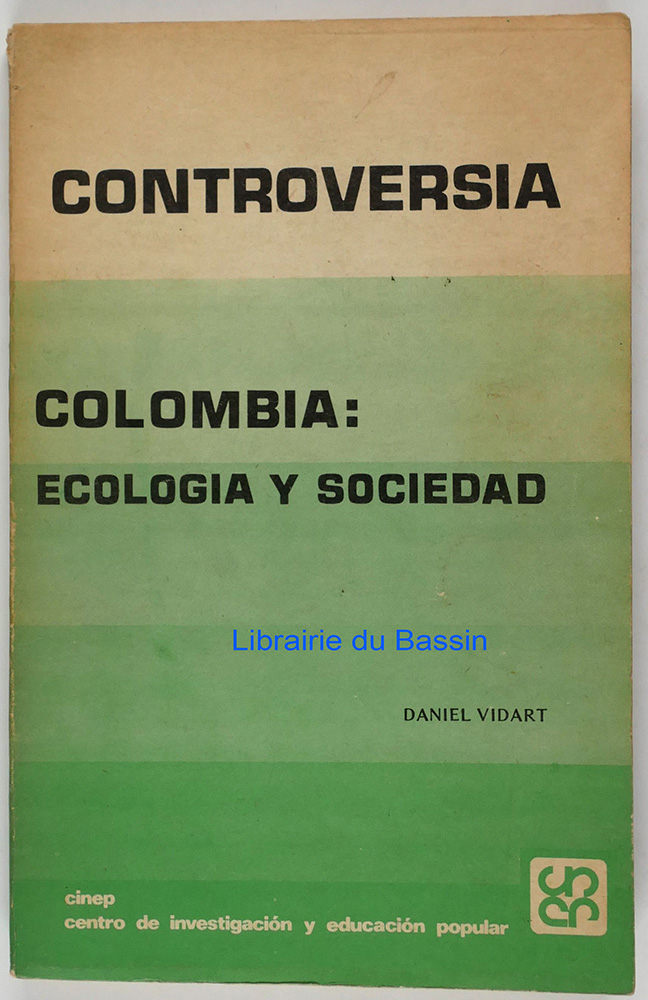 CONTROVERSIA
COLOMBIA:
ECOLOGIA Y SOCIEDAD
Librairie du Bassin
DANIEL VIDART
cinep
centro de investigación y educación popular